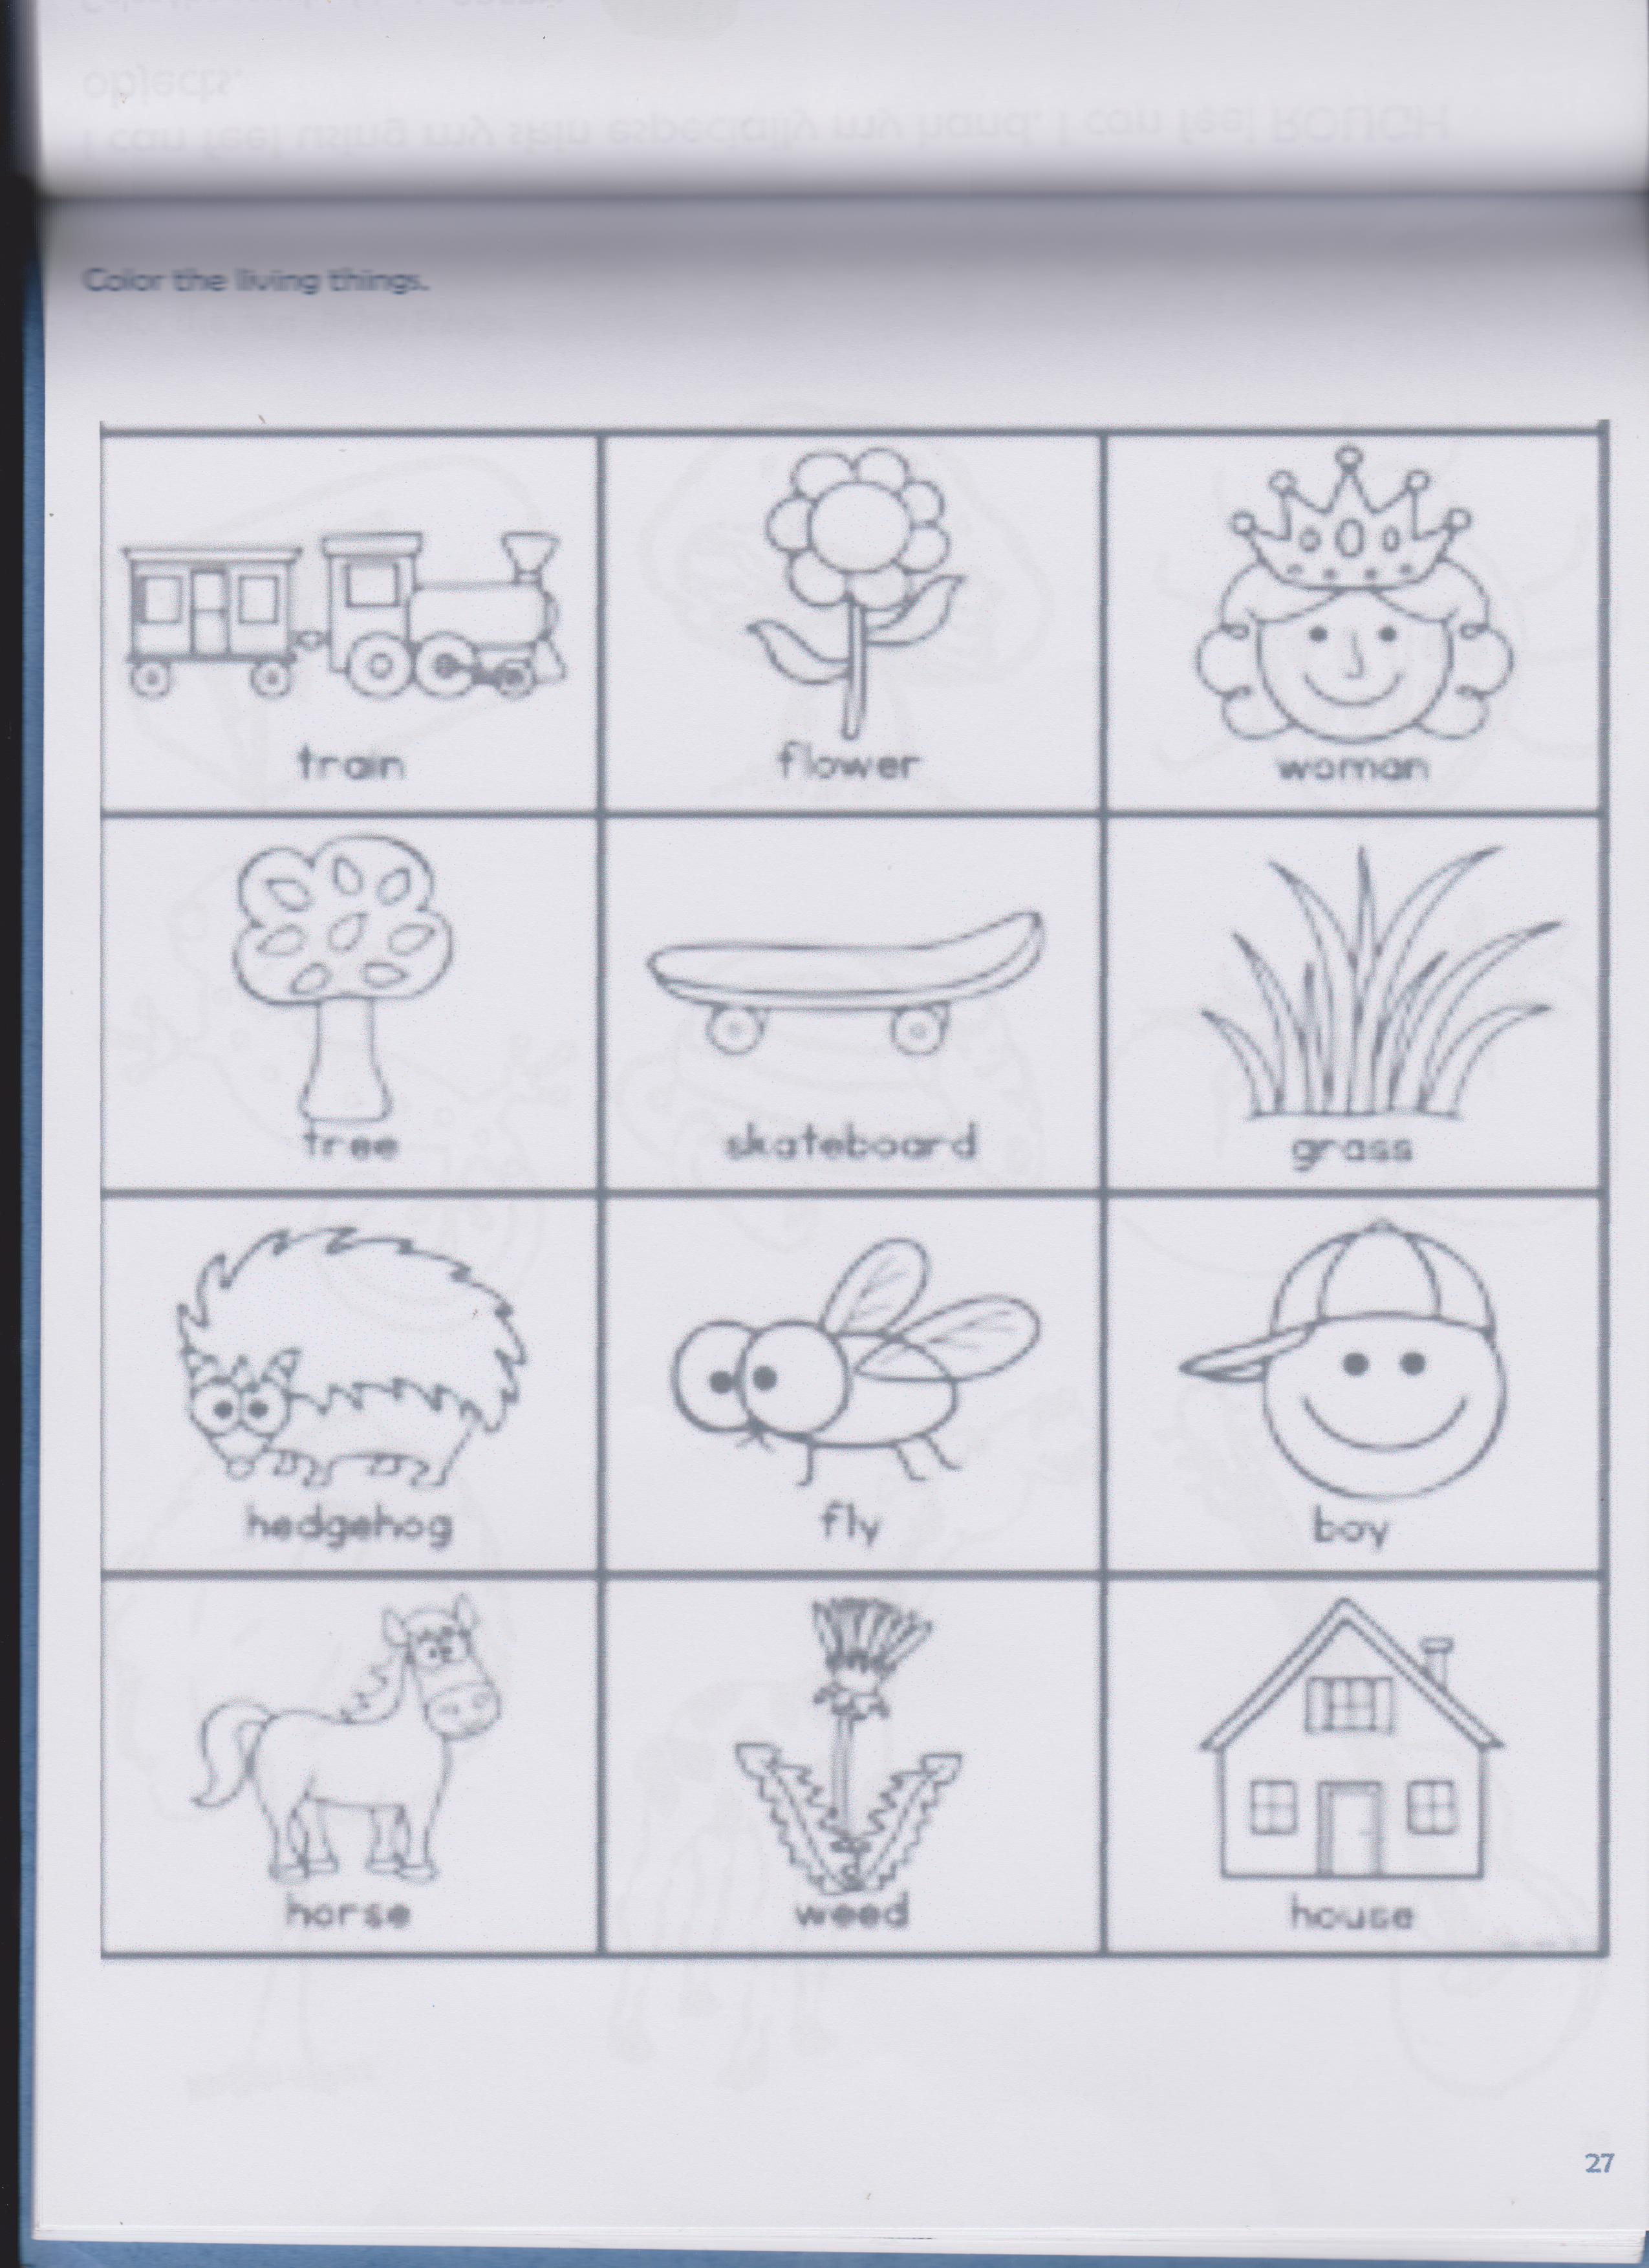 Color the living things.
train flower woman
tree skateboard grass
hedgehog fly boy
horse weed house
27